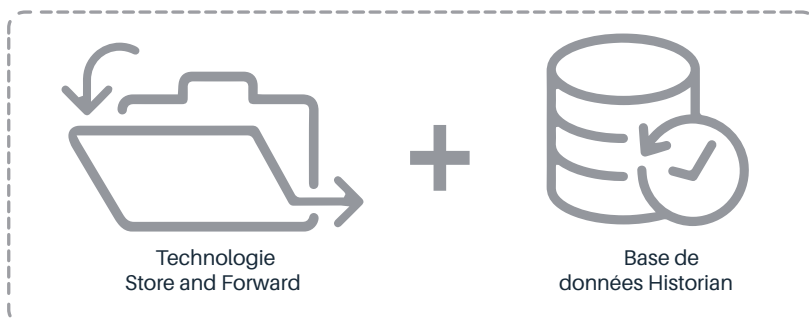 Technologie
Store and Forward
Base de
données Historian